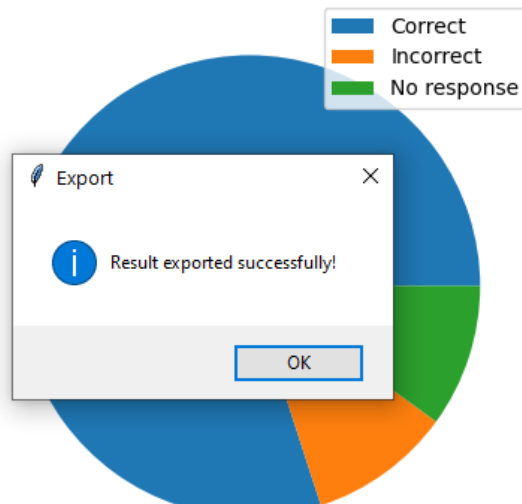 Correct
Incorrect
No response
Export
Result exported successfully!
OK